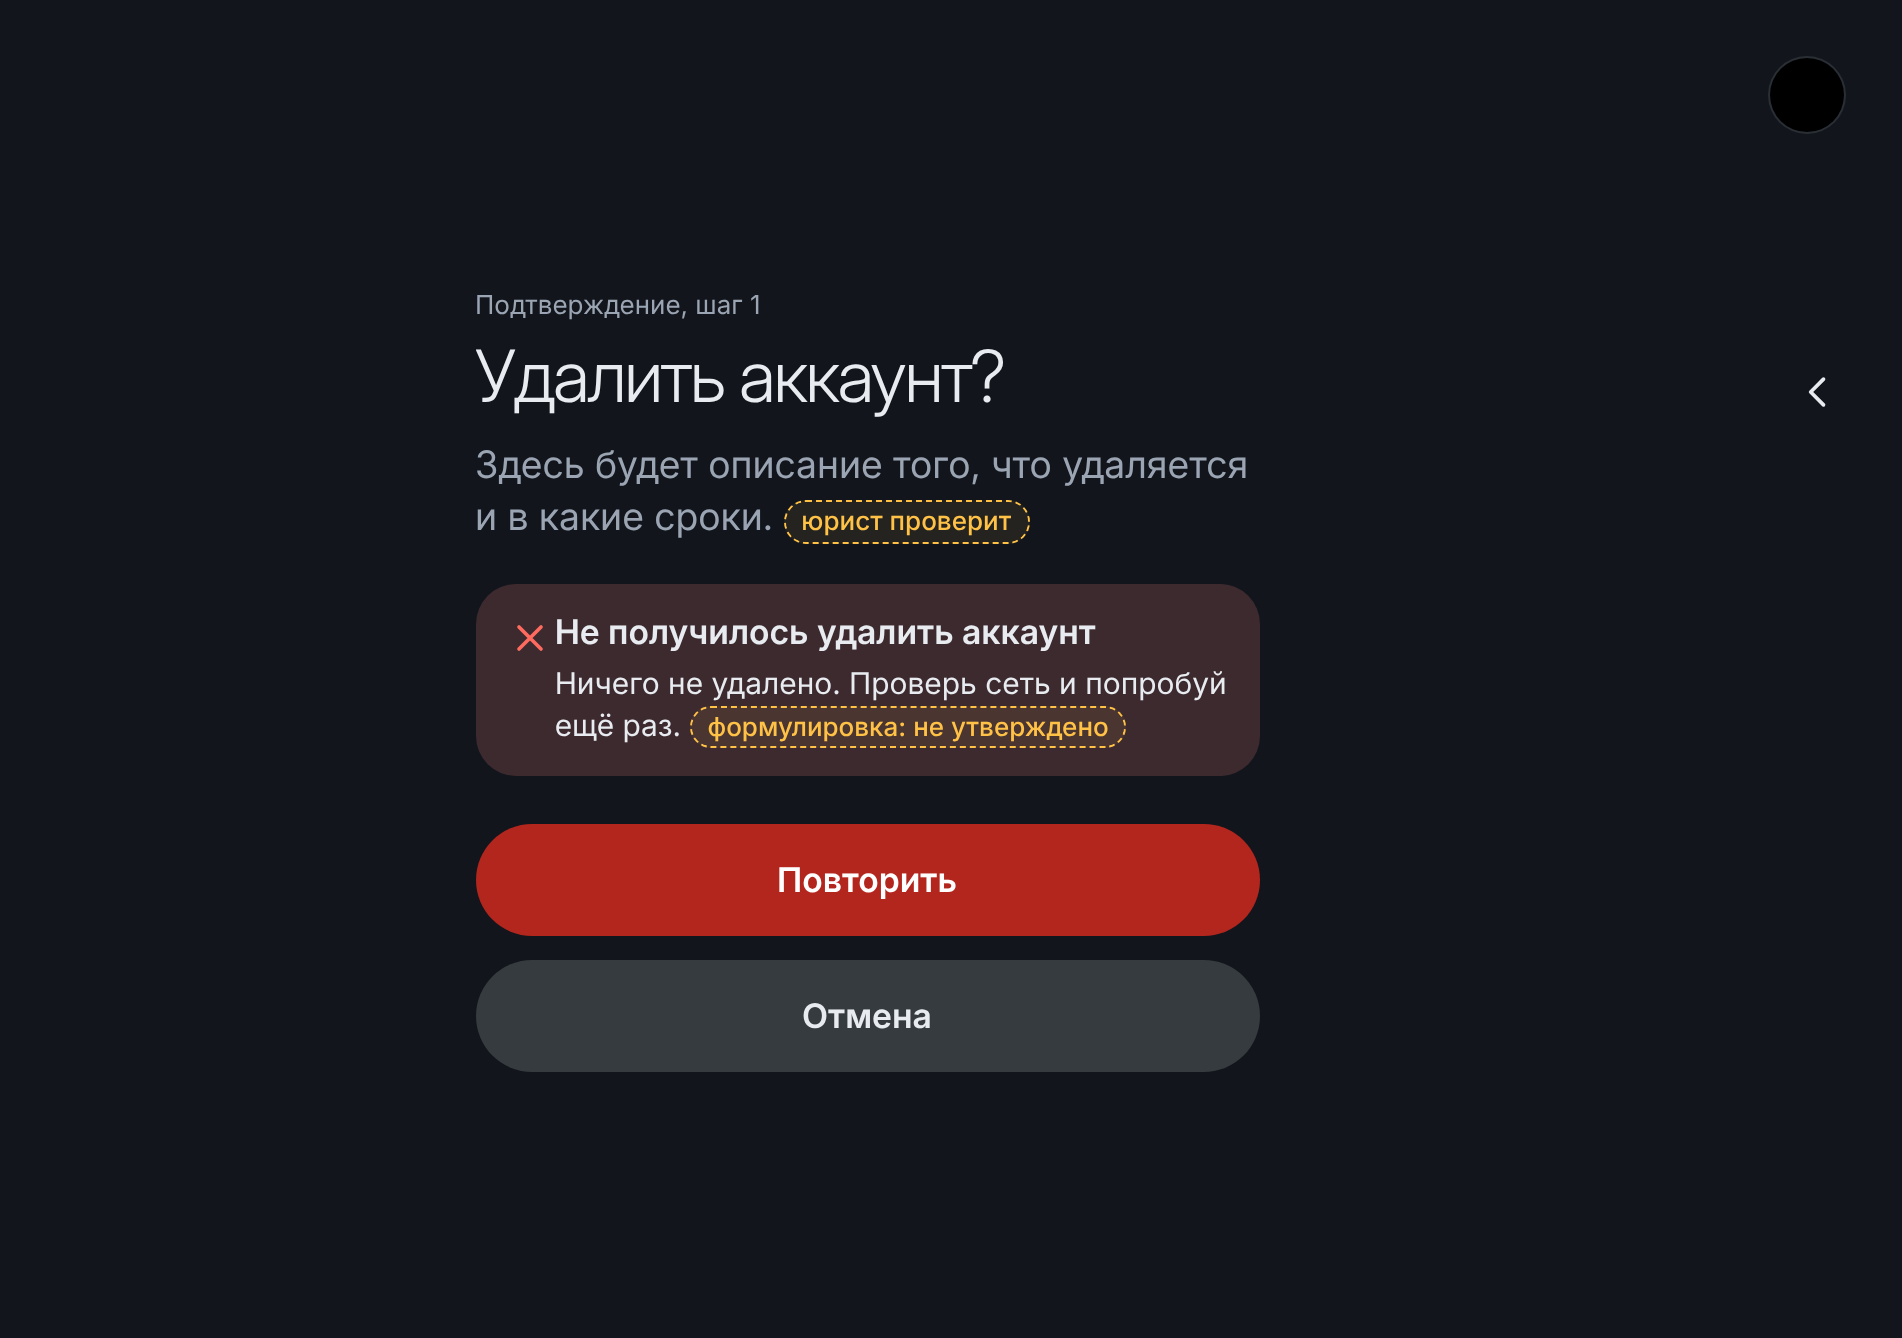 Подтверждение, шаг 1
Удалить аккаунт?
Здесь будет описание того, что удаляется
и в какие сроки. юрист проверит
Не получилось удалить аккаунт
Ничего не удалено. Проверь сеть и попробуй
ещё раз. формулировка: не утверждено
Повторить
Отмена